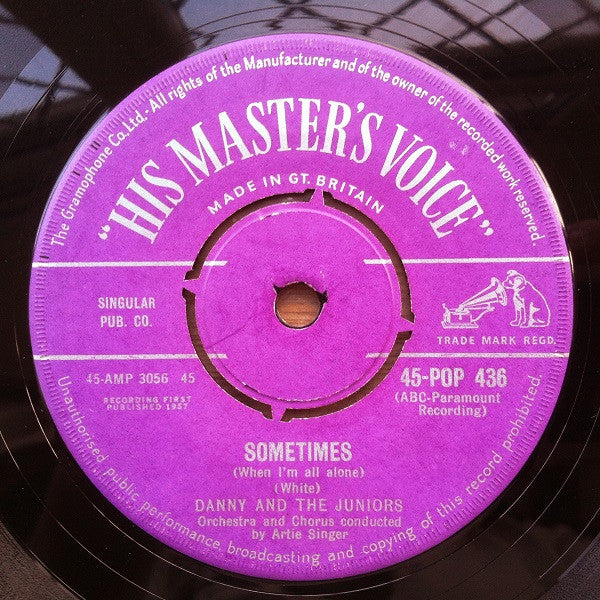 The Gramophone Co. Ltd. · All rights of the Manufacturer and of the owner of the recorded work reserved.
"HIS MASTER'S VOICE"
MADE IN GT. BRITAIN
SINGULAR
PUB. CO.
TRADE MARK REGD.
45-AMP 3056 45
RECORDING FIRST
PUBLISHED 1957
45-POP 436
(ABC-Paramount
Recording)
SOMETIMES
(When I'm all alone)
(White)
DANNY AND THE JUNIORS
Orchestra and Chorus conducted
by Artie Singer
Unauthorised public performance, broadcasting and copying of this record prohibited.